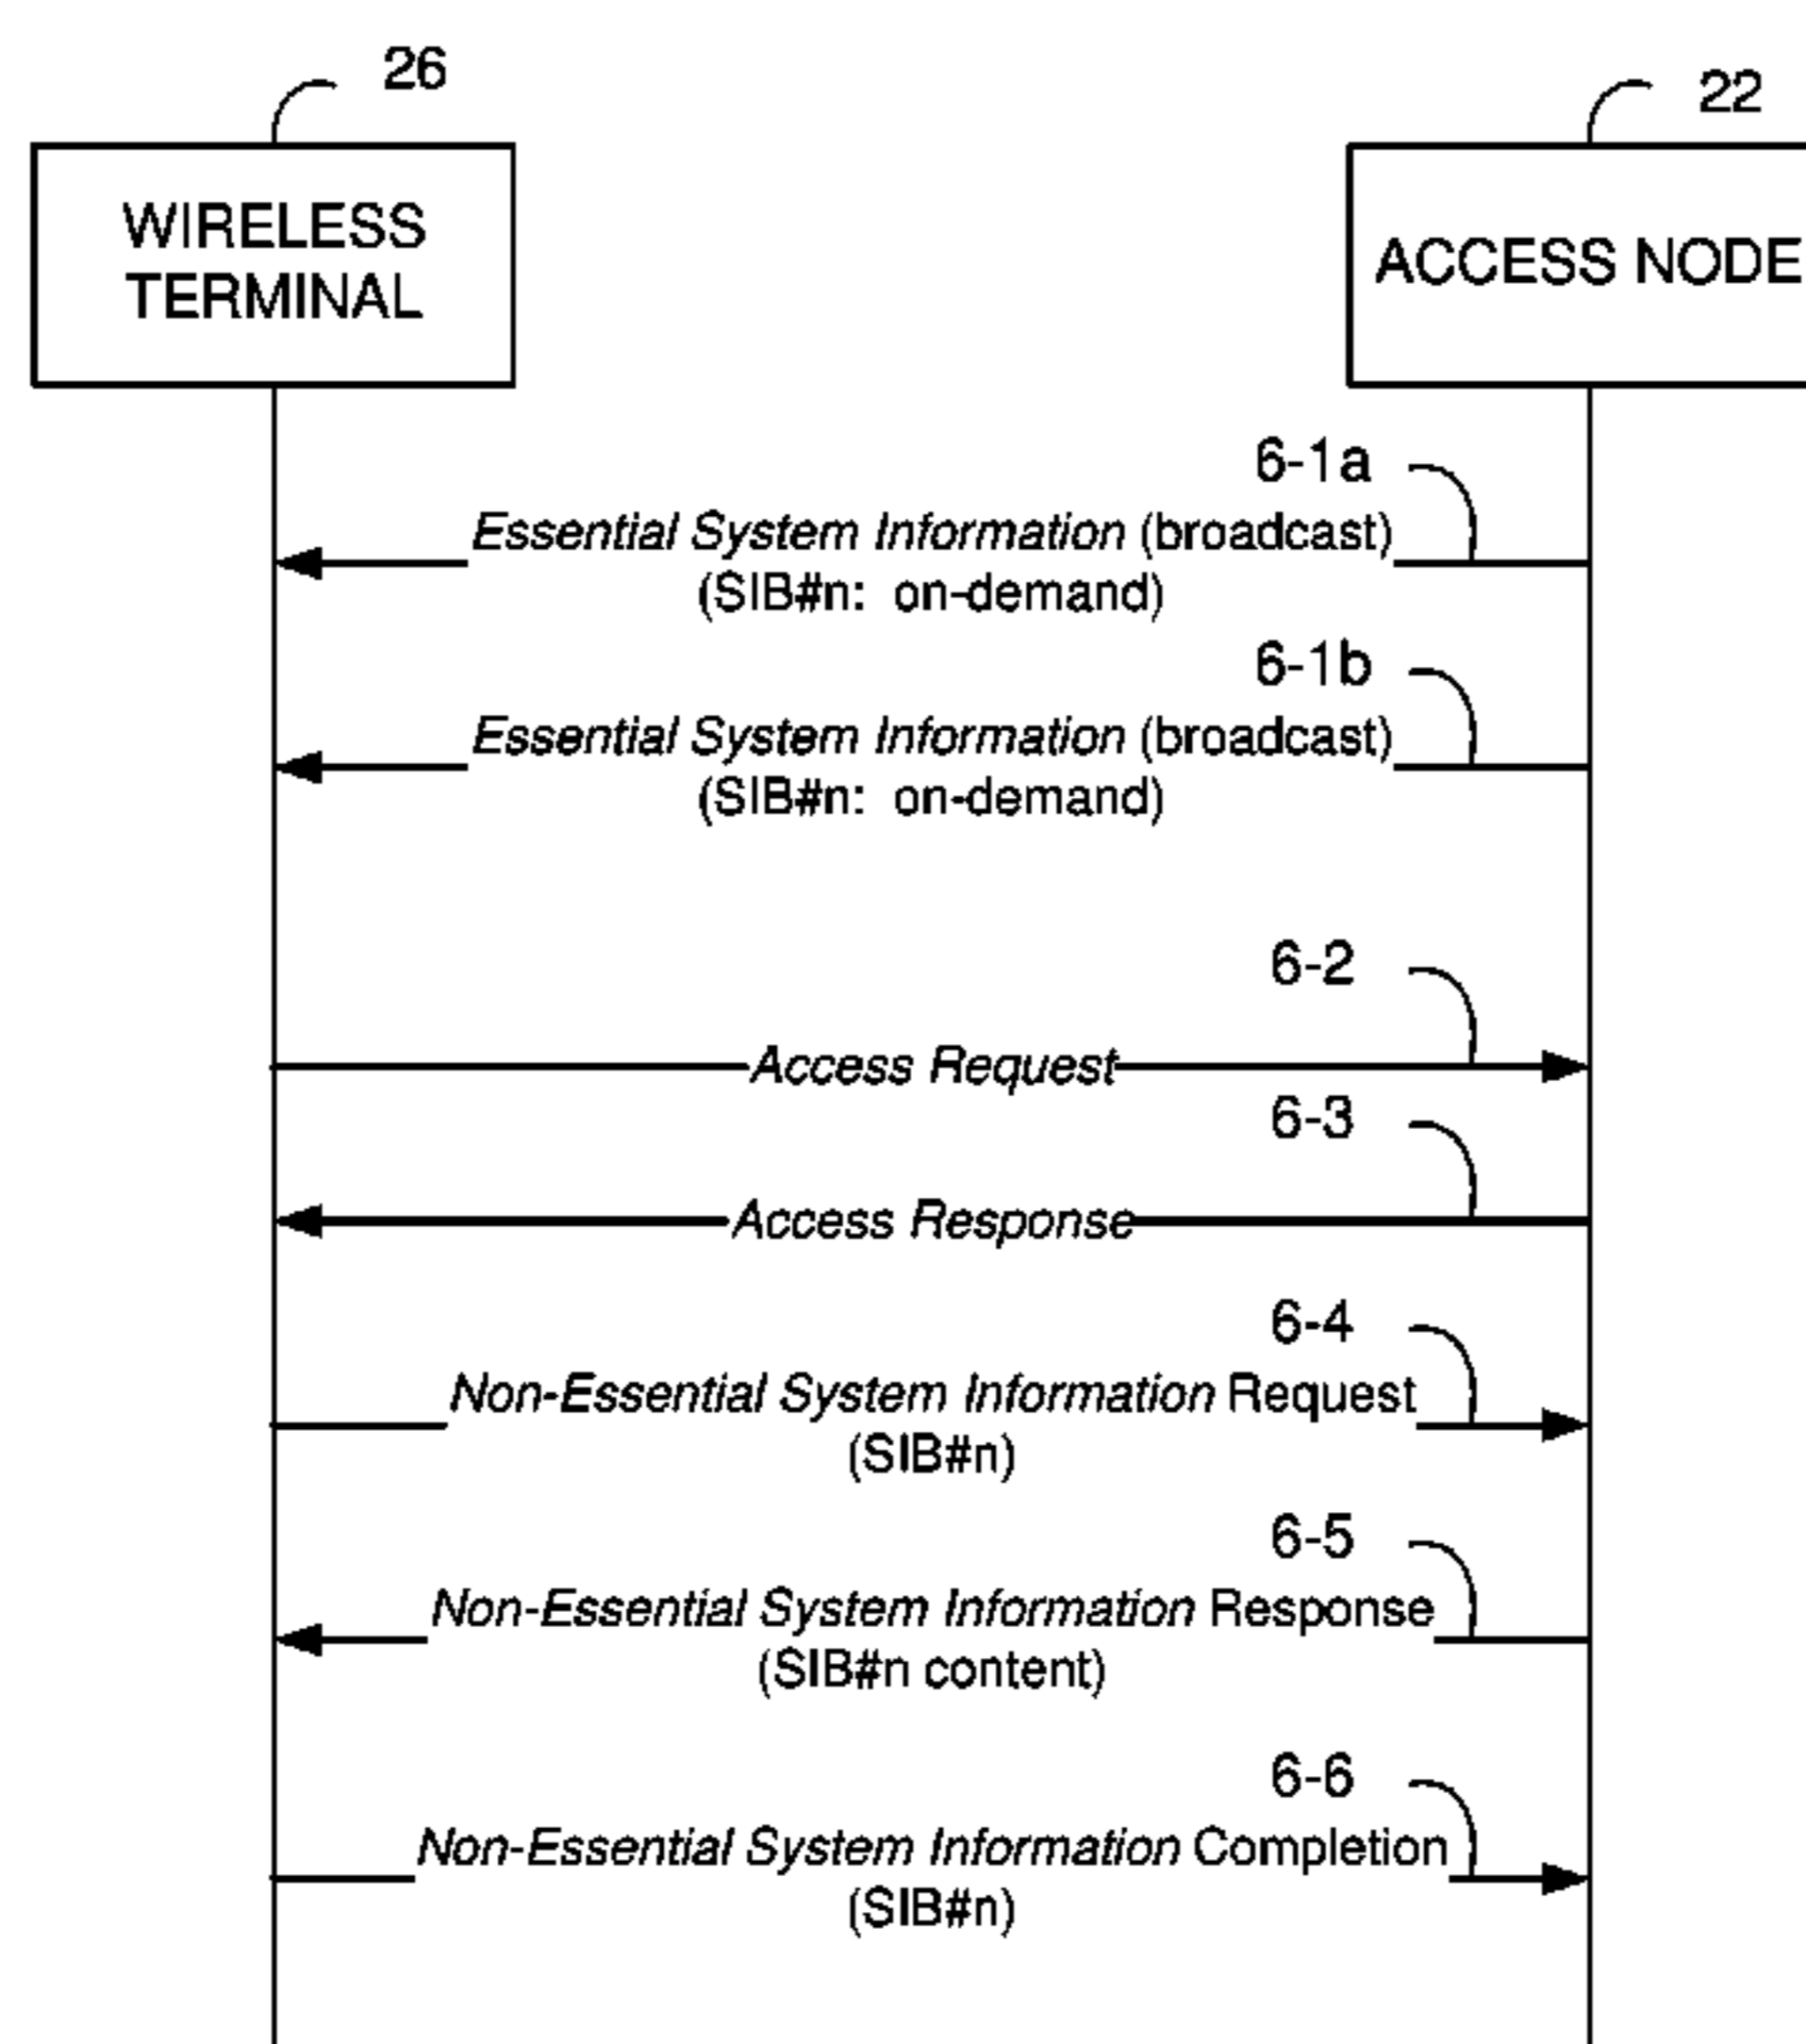 26
22
WIRELESS
TERMINAL
ACCESS NODE
6-1a
Essential System Information (broadcast)
(SIB#n: on-demand)
6-1b
Essential System Information (broadcast)
(SIB#n: on-demand)
6-2
Access Request
6-3
Access Response
6-4
Non-Essential System Information Request
(SIB#n)
6-5
Non-Essential System Information Response
(SIB#n content)
6-6
Non-Essential System Information Completion
(SIB#n)